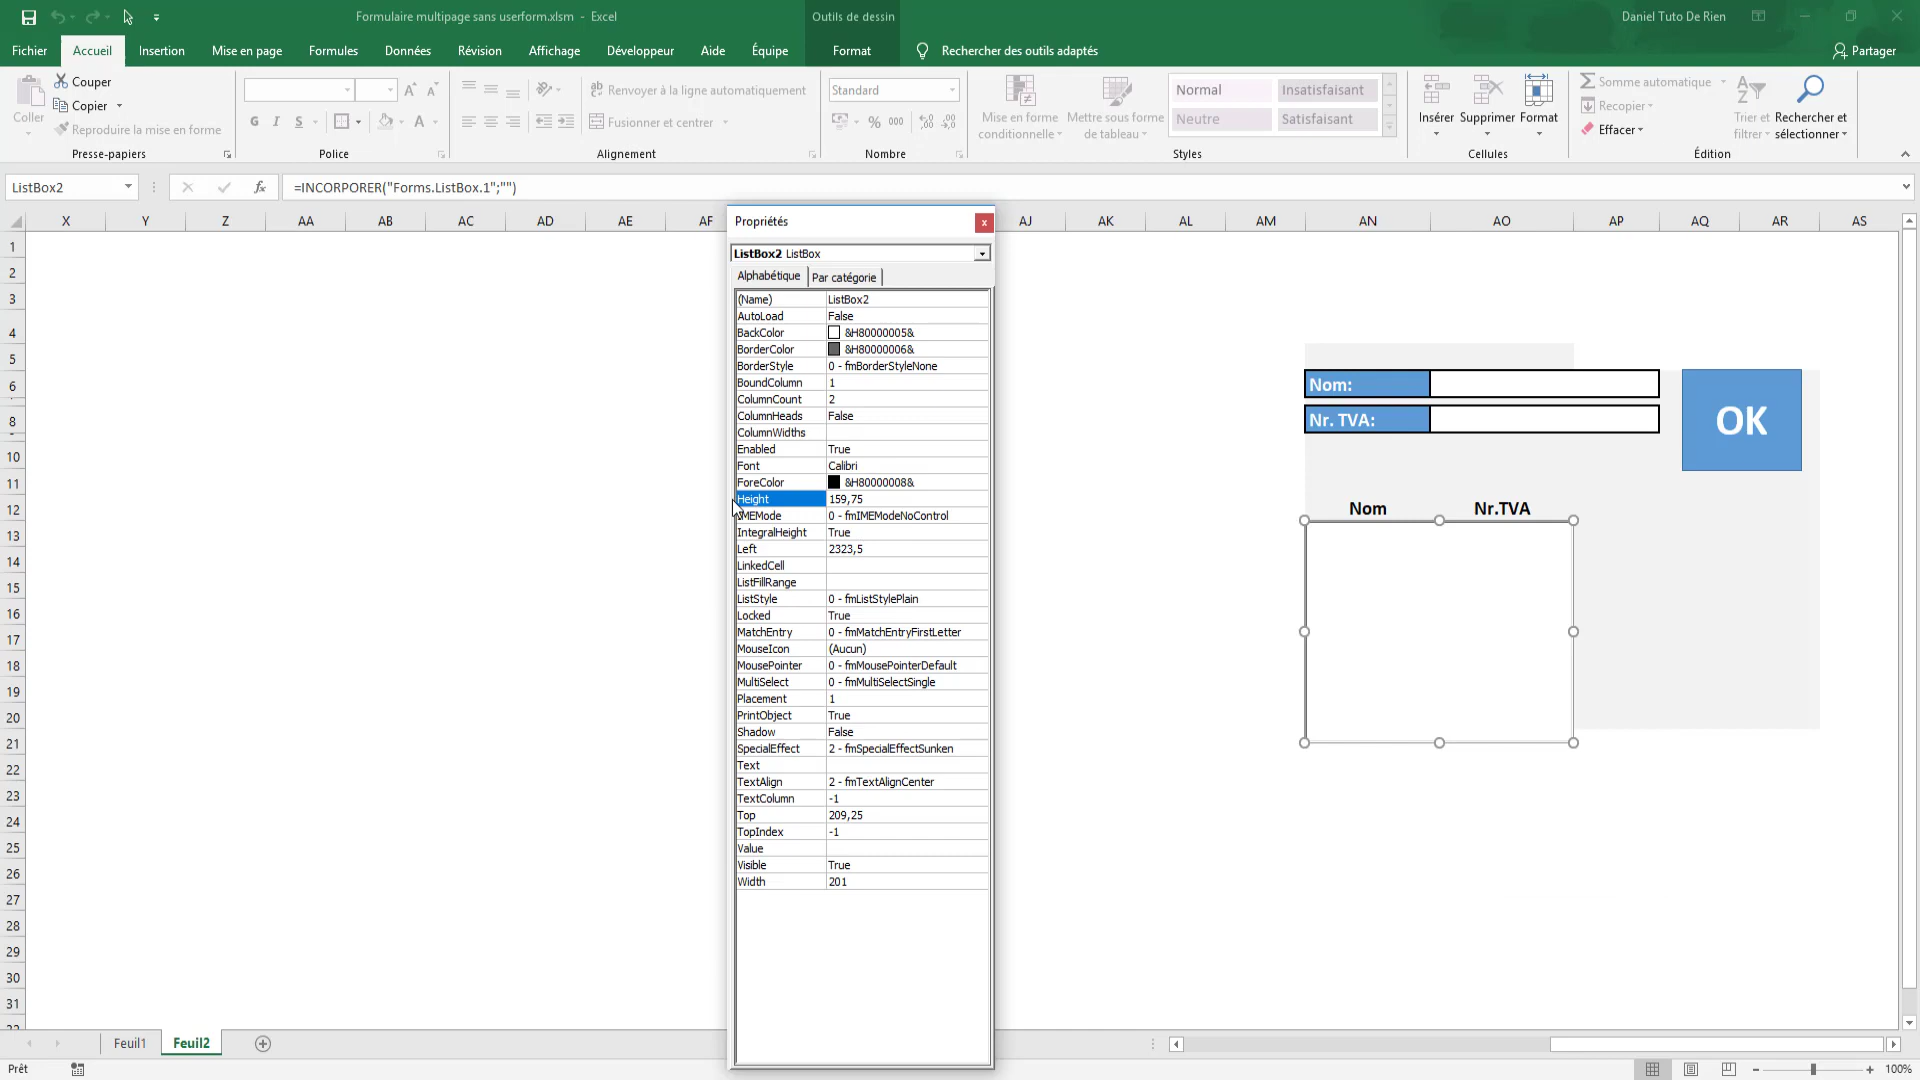 Formulaire multipage sans userform.xlsm - Excel
Outils de dessin
Daniel Tuto De Rien
Fichier Accueil Insertion Mise en page Formules Données Révision Affichage Développeur Aide Équipe Format Rechercher des outils adaptés Partager
Coller
Couper
Copier
Reproduire la mise en forme
Presse-papiers
G I S
Police
Renvoyer à la ligne automatiquement
Fusionner et centrer
Alignement
Standard
% 000
Nombre
Mise en forme conditionnelle
Mettre sous forme de tableau
Normal Insatisfaisant
Neutre Satisfaisant
Styles
Insérer Supprimer Format
Cellules
Somme automatique
Recopier
Effacer
Trier et filtrer
Rechercher et sélectionner
Édition
ListBox2
fx
=INCORPORER("Forms.ListBox.1";"")
X Y Z AA AB AC AD AE AF AJ AK AL AM AN AO AP AQ AR AS
1
2
3
4
5
6
8
10
11
12
13
14
15
16
17
18
19
20
21
22
23
24
25
26
27
28
29
30
31
Propriétés
x
ListBox2 ListBox
Alphabétique Par catégorie
(Name) ListBox2
AutoLoad False
BackColor &H80000005&
BorderColor &H80000006&
BorderStyle 0 - fmBorderStyleNone
BoundColumn 1
ColumnCount 2
ColumnHeads False
ColumnWidths
Enabled True
Font Calibri
ForeColor &H80000008&
Height 159,75
IMEMode 0 - fmIMEModeNoControl
IntegralHeight True
Left 2323,5
LinkedCell
ListFillRange
ListStyle 0 - fmListStylePlain
Locked True
MatchEntry 0 - fmMatchEntryFirstLetter
MouseIcon (Aucun)
MousePointer 0 - fmMousePointerDefault
MultiSelect 0 - fmMultiSelectSingle
Placement 1
PrintObject True
Shadow False
SpecialEffect 2 - fmSpecialEffectSunken
Text
TextAlign 2 - fmTextAlignCenter
TextColumn -1
Top 209,25
TopIndex -1
Value
Visible True
Width 201
Nom:
Nr. TVA:
OK
Nom Nr.TVA
Feuil1 Feuil2
Prêt
100%